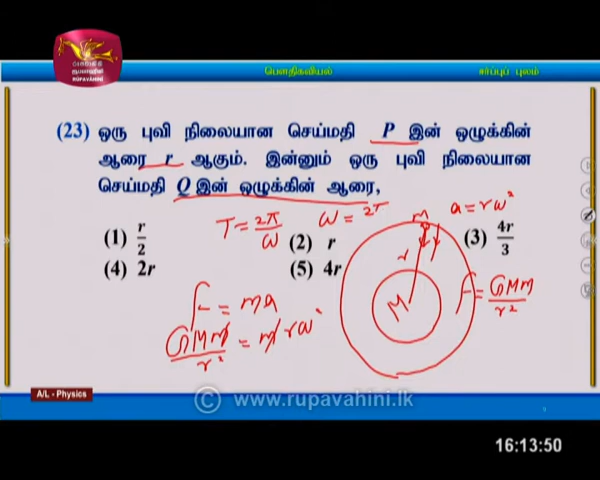 RUPAVAHINI
பௌதிகவியல்
ஈர்ப்புப் புலம்
(23) ஒரு புவி நிலையான செய்மதி P இன் ஒழுக்கின்
ஆரை r ஆகும். இன்னும் ஒரு புவி நிலையான
செய்மதி Q இன் ஒழுக்கின் ஆரை,
T = 2π/ω
ω = 2π
m
a = rω²
(1) r/2
(2) r
(3) 4r/3
(4) 2r
(5) 4r
r
M
F = GMm/r²
F = ma
GMm/r² = mrω²
A/L - Physics
© www.rupavahini.lk
16:13:50